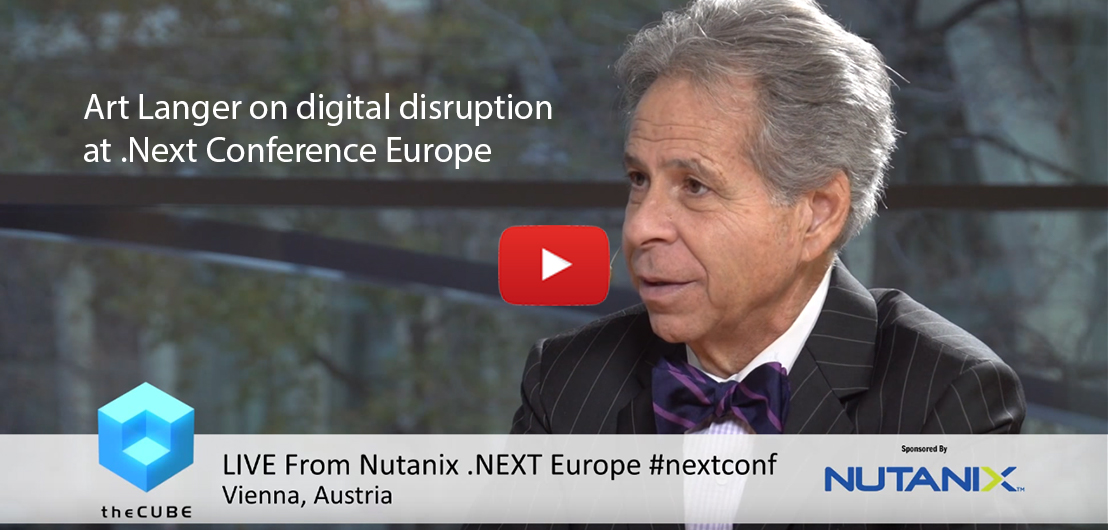 Art Langer on digital disruption
at .Next Conference Europe
LIVE From Nutanix .NEXT Europe #nextconf
Vienna, Austria
theCUBE
Sponsored By
NUTANIX™